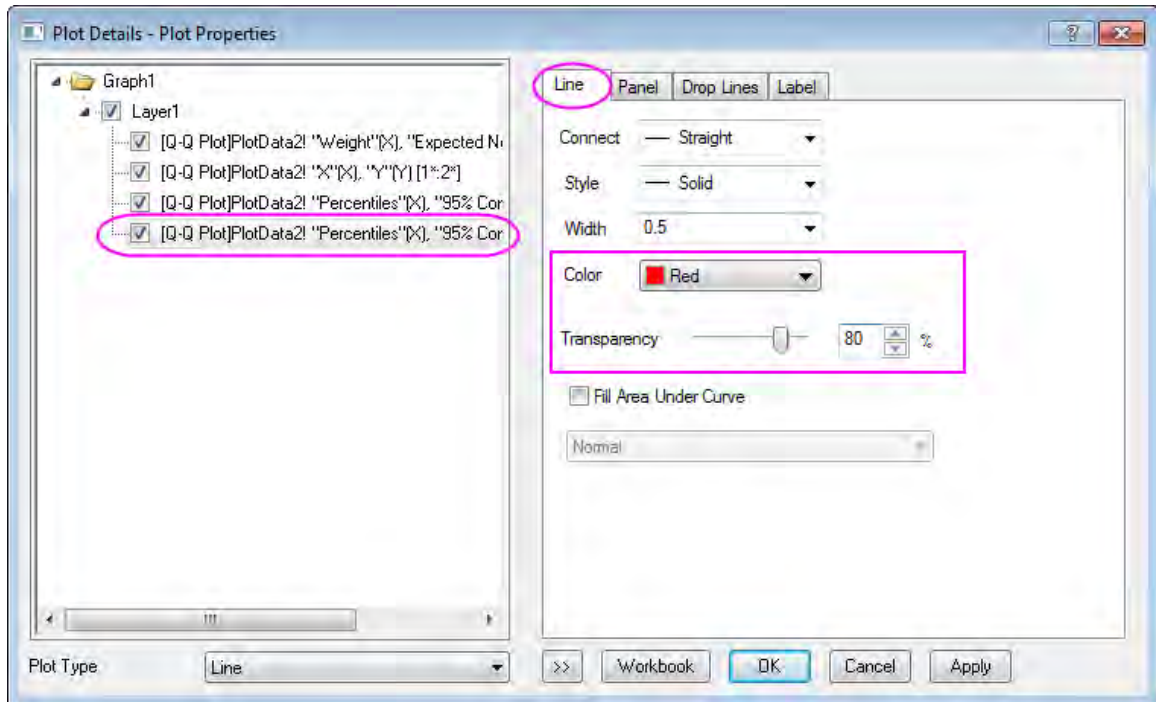 Plot Details - Plot Properties
Graph1
Layer1
[Q-Q Plot]PlotData2! "Weight"(X), "Expected N
[Q-Q Plot]PlotData2! "X"(X), "Y"(Y) [1*:2*]
[Q-Q Plot]PlotData2! "Percentiles"(X), "95% Cor
[Q-Q Plot]PlotData2! "Percentiles"(X), "95% Cor
Plot Type
Line
Line
Panel
Drop Lines
Label
Connect
Straight
Style
Solid
Width
0.5
Color
Red
Transparency
80
%
Fill Area Under Curve
Normal
>>
Workbook
OK
Cancel
Apply